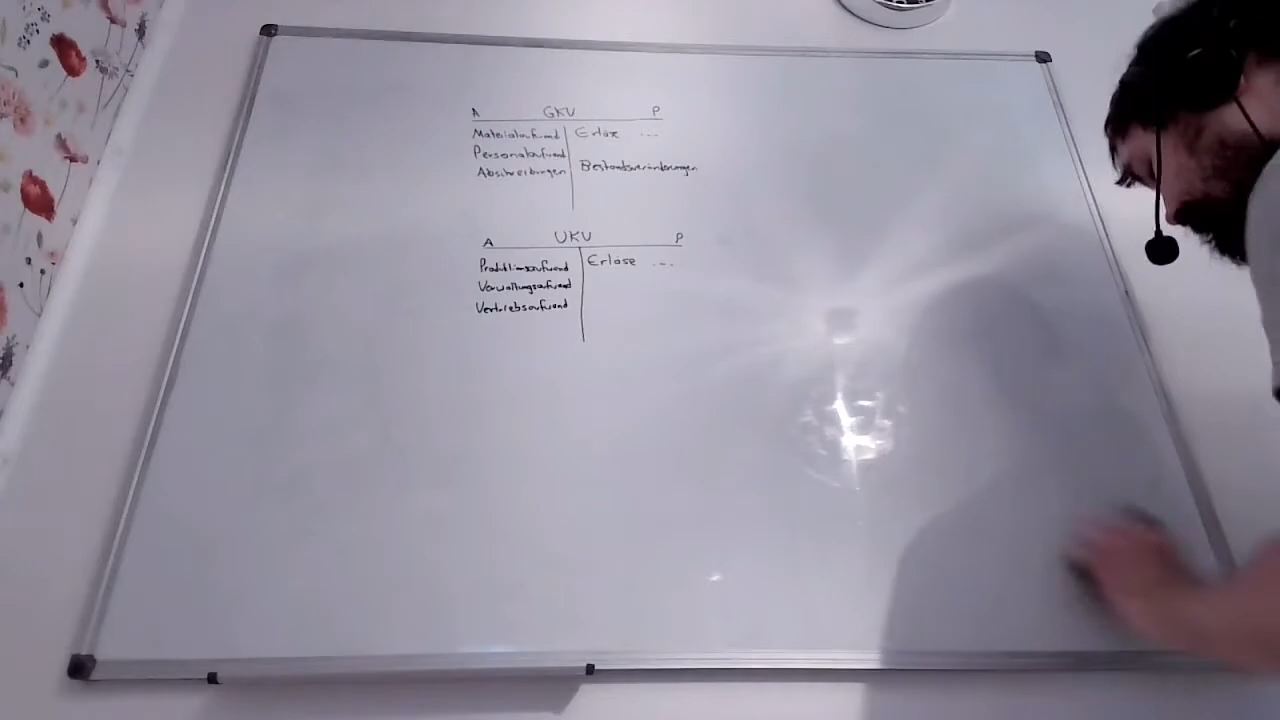 A GKV P
Materialaufwand Erlöse ...
Personalaufwand
Abschreibungen Bestandsveränderungen
A UKV P
Produktionsaufwand Erlöse ...
Verwaltungsaufwand
Vertriebsaufwand